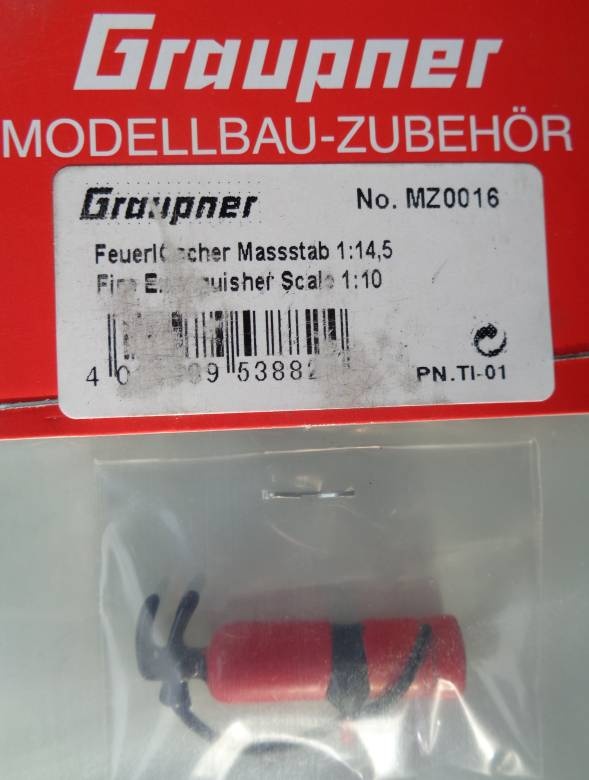 Graupner
MODELLBAU-ZUBEHÖR
Graupner No. MZ0016
Massstab 1:14,5
Scale 1:10
PN.TI-01